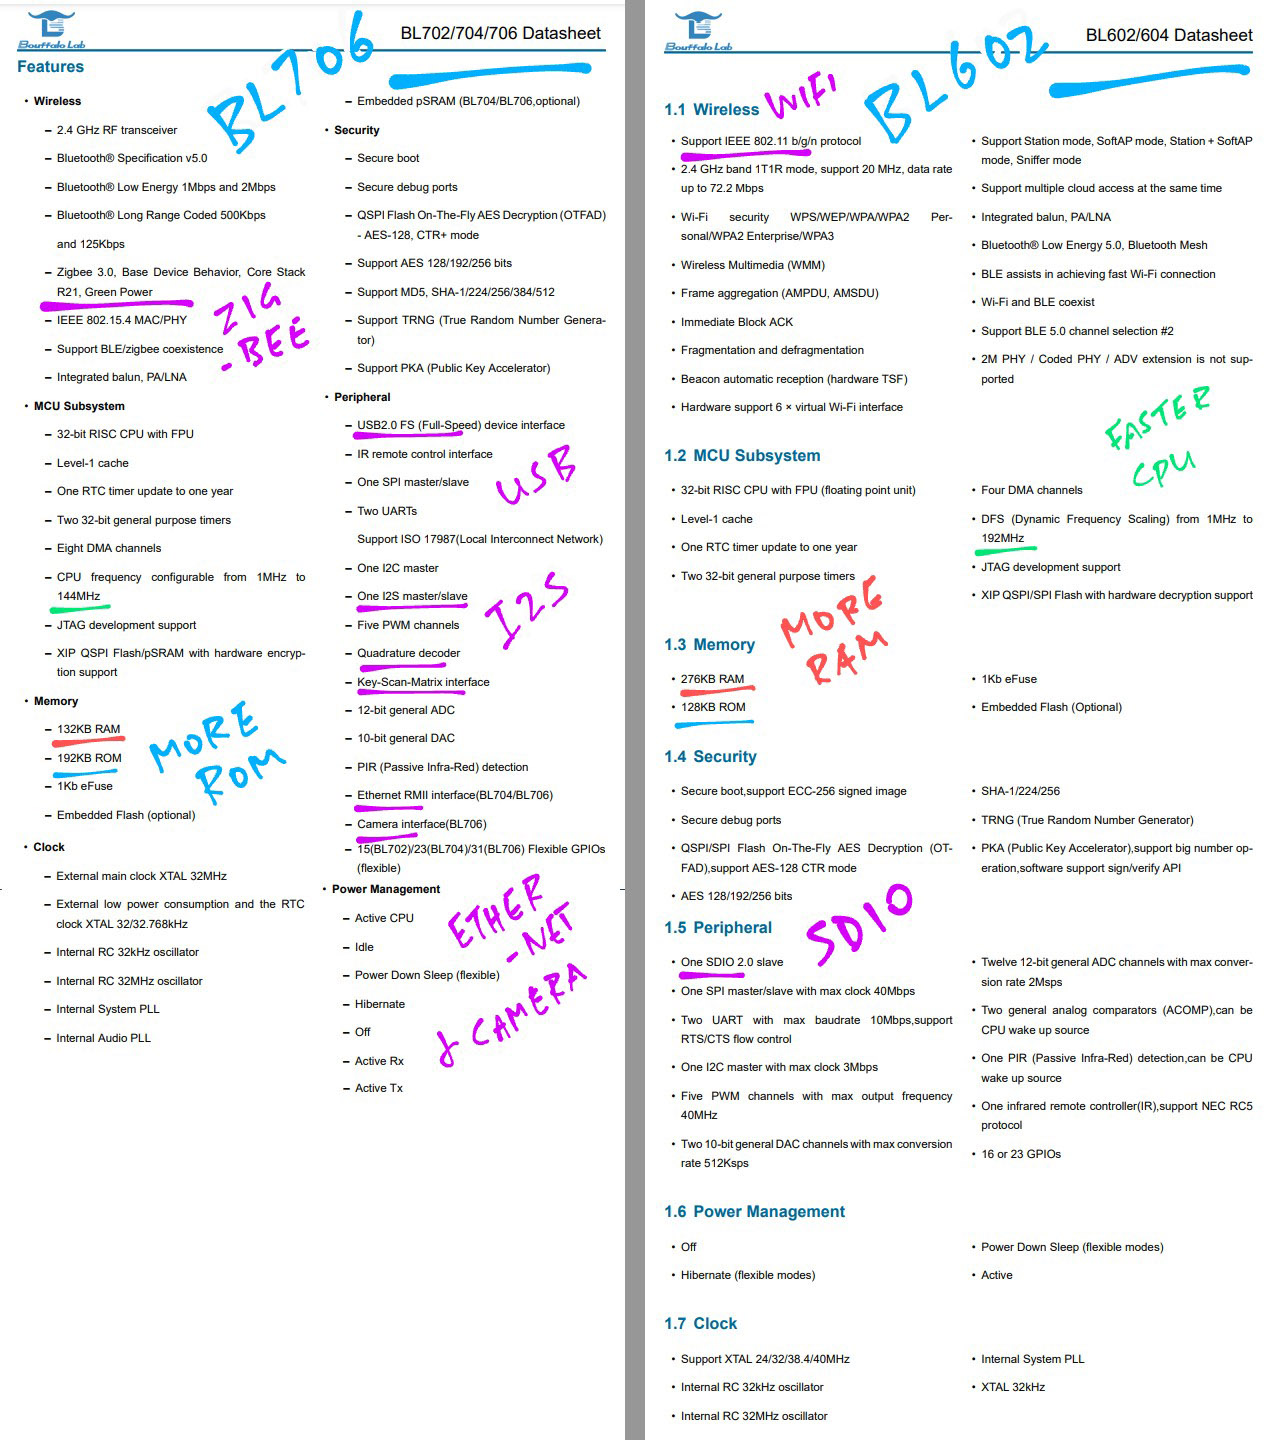 Bouffalo Lab
BL702/704/706 Datasheet
BL706
Features
• Wireless
– 2.4 GHz RF transceiver
– Bluetooth® Specification v5.0
– Bluetooth® Low Energy 1Mbps and 2Mbps
– Bluetooth® Long Range Coded 500Kbps
and 125Kbps
– Zigbee 3.0, Base Device Behavior, Core Stack
R21, Green Power
– IEEE 802.15.4 MAC/PHY
– Support BLE/zigbee coexistence
– Integrated balun, PA/LNA
ZIG
-BEE
• MCU Subsystem
– 32-bit RISC CPU with FPU
– Level-1 cache
– One RTC timer update to one year
– Two 32-bit general purpose timers
– Eight DMA channels
– CPU frequency configurable from 1MHz to
144MHz
– JTAG development support
– XIP QSPI Flash/pSRAM with hardware encryp-
tion support
• Memory
– 132KB RAM
– 192KB ROM
– 1Kb eFuse
– Embedded Flash (optional)
MORE
ROM
• Clock
– External main clock XTAL 32MHz
– External low power consumption and the RTC
clock XTAL 32/32.768kHz
– Internal RC 32kHz oscillator
– Internal RC 32MHz oscillator
– Internal System PLL
– Internal Audio PLL
– Embedded pSRAM (BL704/BL706,optional)
• Security
– Secure boot
– Secure debug ports
– QSPI Flash On-The-Fly AES Decryption (OTFAD)
- AES-128, CTR+ mode
– Support AES 128/192/256 bits
– Support MD5, SHA-1/224/256/384/512
– Support TRNG (True Random Number Genera-
tor)
– Support PKA (Public Key Accelerator)
• Peripheral
– USB2.0 FS (Full-Speed) device interface
– IR remote control interface
– One SPI master/slave
– Two UARTs
Support ISO 17987(Local Interconnect Network)
– One I2C master
– One I2S master/slave
– Five PWM channels
– Quadrature decoder
– Key-Scan-Matrix interface
– 12-bit general ADC
– 10-bit general DAC
– PIR (Passive Infra-Red) detection
– Ethernet RMII interface(BL704/BL706)
– Camera interface(BL706)
– 15(BL702)/23(BL704)/31(BL706) Flexible GPIOs
(flexible)
USB
I2S
• Power Management
– Active CPU
– Idle
– Power Down Sleep (flexible)
– Hibernate
– Off
– Active Rx
– Active Tx
ETHER
-NET
& CAMERA
Bouffalo Lab
BL602/604 Datasheet
BL602
1.1 Wireless
WIFI
• Support IEEE 802.11 b/g/n protocol
• 2.4 GHz band 1T1R mode, support 20 MHz, data rate
up to 72.2 Mbps
• Wi-Fi security WPS/WEP/WPA/WPA2 Per-
sonal/WPA2 Enterprise/WPA3
• Wireless Multimedia (WMM)
• Frame aggregation (AMPDU, AMSDU)
• Immediate Block ACK
• Fragmentation and defragmentation
• Beacon automatic reception (hardware TSF)
• Hardware support 6 × virtual Wi-Fi interface
• Support Station mode, SoftAP mode, Station + SoftAP
mode, Sniffer mode
• Support multiple cloud access at the same time
• Integrated balun, PA/LNA
• Bluetooth® Low Energy 5.0, Bluetooth Mesh
• BLE assists in achieving fast Wi-Fi connection
• Wi-Fi and BLE coexist
• Support BLE 5.0 channel selection #2
• 2M PHY / Coded PHY / ADV extension is not sup-
ported
1.2 MCU Subsystem
• 32-bit RISC CPU with FPU (floating point unit)
• Level-1 cache
• One RTC timer update to one year
• Two 32-bit general purpose timers
FASTER
CPU
• Four DMA channels
• DFS (Dynamic Frequency Scaling) from 1MHz to
192MHz
• JTAG development support
• XIP QSPI/SPI Flash with hardware decryption support
1.3 Memory
MORE
RAM
• 276KB RAM
• 128KB ROM
• 1Kb eFuse
• Embedded Flash (Optional)
1.4 Security
• Secure boot,support ECC-256 signed image
• Secure debug ports
• QSPI/SPI Flash On-The-Fly AES Decryption (OT-
FAD),support AES-128 CTR mode
• AES 128/192/256 bits
• SHA-1/224/256
• TRNG (True Random Number Generator)
• PKA (Public Key Accelerator),support big number op-
eration,software support sign/verify API
1.5 Peripheral
SDIO
• One SDIO 2.0 slave
• One SPI master/slave with max clock 40Mbps
• Two UART with max baudrate 10Mbps,support
RTS/CTS flow control
• One I2C master with max clock 3Mbps
• Five PWM channels with max output frequency
40MHz
• Two 10-bit general DAC channels with max conversion
rate 512Ksps
• Twelve 12-bit general ADC channels with max conver-
sion rate 2Msps
• Two general analog comparators (ACOMP),can be
CPU wake up source
• One PIR (Passive Infra-Red) detection,can be CPU
wake up source
• One infrared remote controller(IR),support NEC RC5
protocol
• 16 or 23 GPIOs
1.6 Power Management
• Off
• Hibernate (flexible modes)
• Power Down Sleep (flexible modes)
• Active
1.7 Clock
• Support XTAL 24/32/38.4/40MHz
• Internal RC 32kHz oscillator
• Internal RC 32MHz oscillator
• Internal System PLL
• XTAL 32kHz